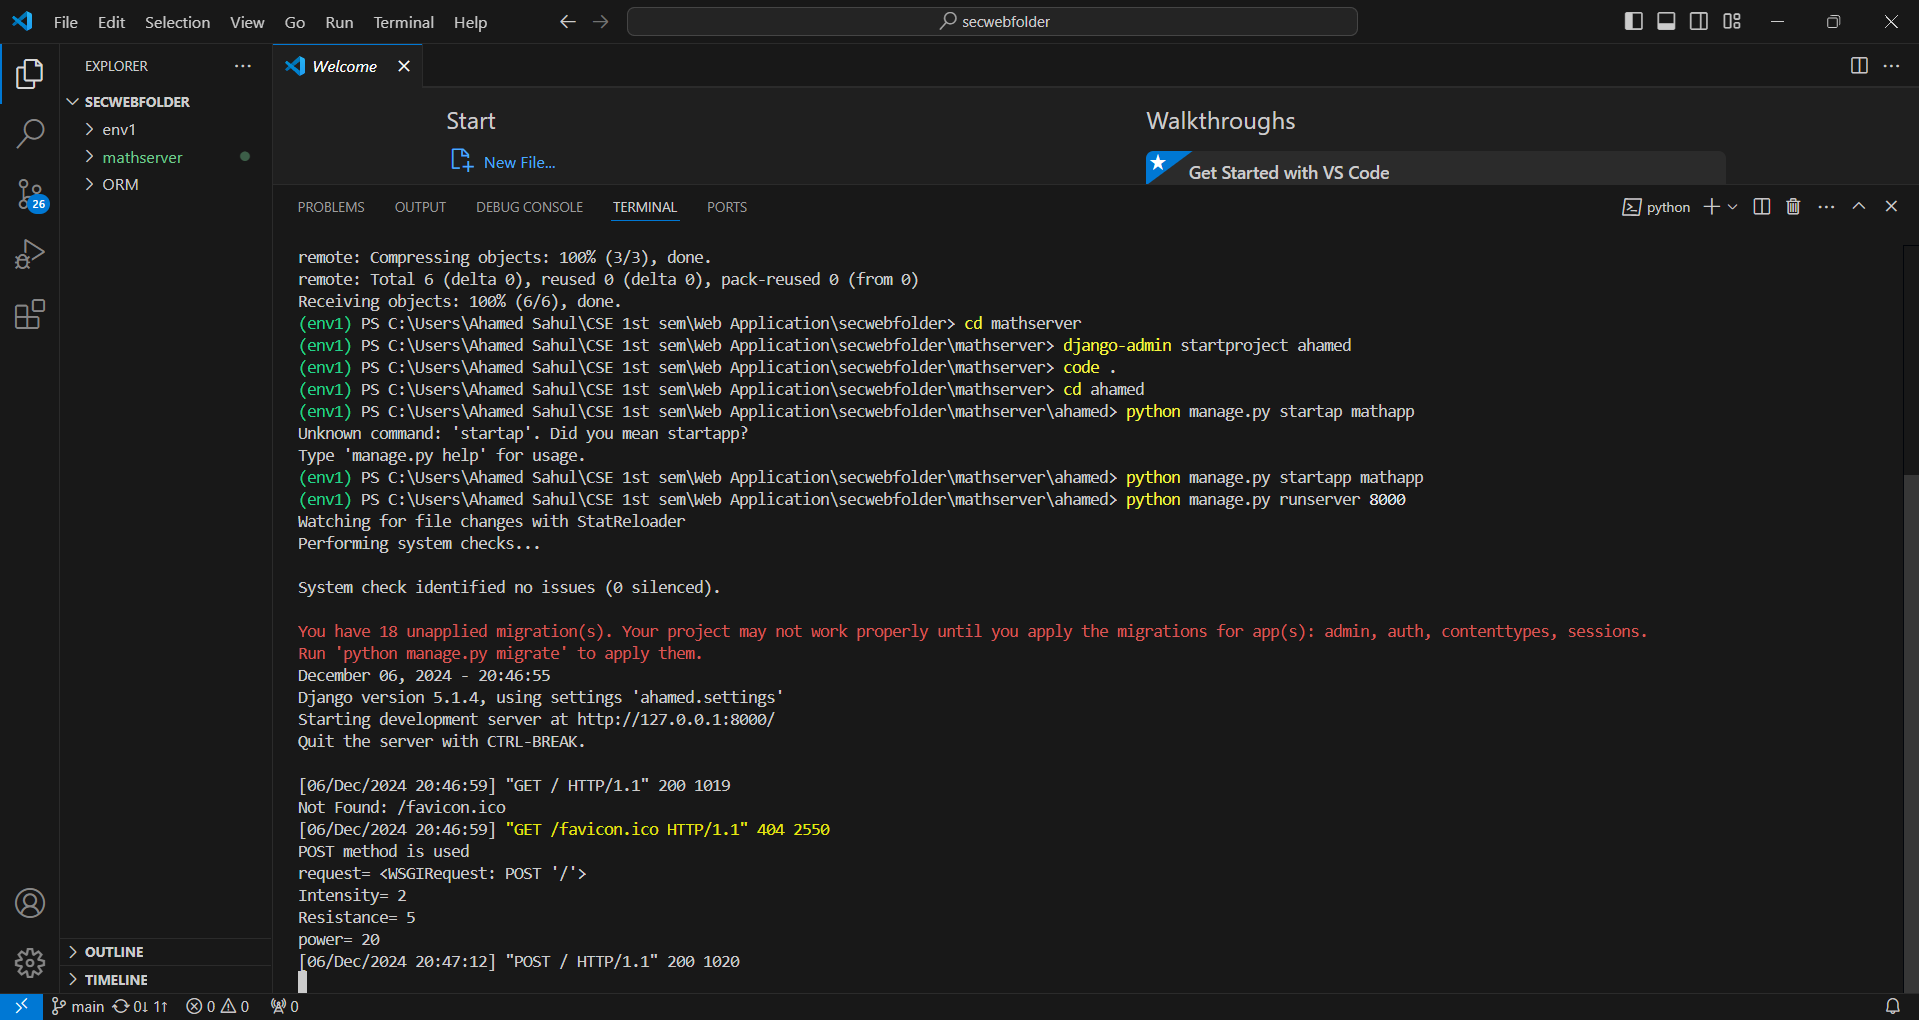 File Edit Selection View Go Run Terminal Help
secwebfolder
EXPLORER
Welcome
SECWEBFOLDER
env1
mathserver
ORM
26
Start
New File...
Walkthroughs
Get Started with VS Code
PROBLEMS OUTPUT DEBUG CONSOLE TERMINAL PORTS
python
remote: Compressing objects: 100% (3/3), done.
remote: Total 6 (delta 0), reused 0 (delta 0), pack-reused 0 (from 0)
Receiving objects: 100% (6/6), done.
(env1) PS C:\Users\Ahamed Sahul\CSE 1st sem\Web Application\secwebfolder> cd mathserver
(env1) PS C:\Users\Ahamed Sahul\CSE 1st sem\Web Application\secwebfolder\mathserver> django-admin startproject ahamed
(env1) PS C:\Users\Ahamed Sahul\CSE 1st sem\Web Application\secwebfolder\mathserver> code .
(env1) PS C:\Users\Ahamed Sahul\CSE 1st sem\Web Application\secwebfolder\mathserver> cd ahamed
(env1) PS C:\Users\Ahamed Sahul\CSE 1st sem\Web Application\secwebfolder\mathserver\ahamed> python manage.py startap mathapp
Unknown command: 'startap'. Did you mean startapp?
Type 'manage.py help' for usage.
(env1) PS C:\Users\Ahamed Sahul\CSE 1st sem\Web Application\secwebfolder\mathserver\ahamed> python manage.py startapp mathapp
(env1) PS C:\Users\Ahamed Sahul\CSE 1st sem\Web Application\secwebfolder\mathserver\ahamed> python manage.py runserver 8000
Watching for file changes with StatReloader
Performing system checks...
System check identified no issues (0 silenced).
You have 18 unapplied migration(s). Your project may not work properly until you apply the migrations for app(s): admin, auth, contenttypes, sessions.
Run 'python manage.py migrate' to apply them.
December 06, 2024 - 20:46:55
Django version 5.1.4, using settings 'ahamed.settings'
Starting development server at http://127.0.0.1:8000/
Quit the server with CTRL-BREAK.
[06/Dec/2024 20:46:59] "GET / HTTP/1.1" 200 1019
Not Found: /favicon.ico
[06/Dec/2024 20:46:59] "GET /favicon.ico HTTP/1.1" 404 2550
POST method is used
request= <WSGIRequest: POST '/'>
Intensity= 2
Resistance= 5
power= 20
[06/Dec/2024 20:47:12] "POST / HTTP/1.1" 200 1020
OUTLINE
TIMELINE
main 0↓ 1↑ 0 0 0